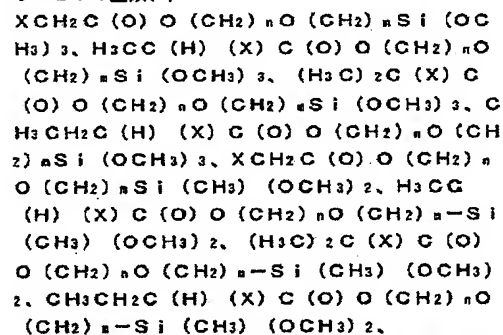 XCH2C (O) O (CH2) nO (CH2) mSi (OC
H3) 3、H3CC (H) (X) C (O) O (CH2) nO
(CH2) mSi (OCH3) 3、(H3C) 2C (X) C
(O) O (CH2) nO (CH2) mSi (OCH3) 3、C
H3CH2C (H) (X) C (O) O (CH2) nO (CH
2) mSi (OCH3) 3、XCH2C (O) O (CH2) n
O (CH2) mSi (CH3) (OCH3) 2、H3CC
(H) (X) C (O) O (CH2) nO (CH2) m-Si
(CH3) (OCH3) 2、(H3C) 2C (X) C (O)
O (CH2) nO (CH2) m-Si (CH3) (OCH3)
2、CH3CH2C (H) (X) C (O) O (CH2) nO
(CH2) m-Si (CH3) (OCH3) 2、